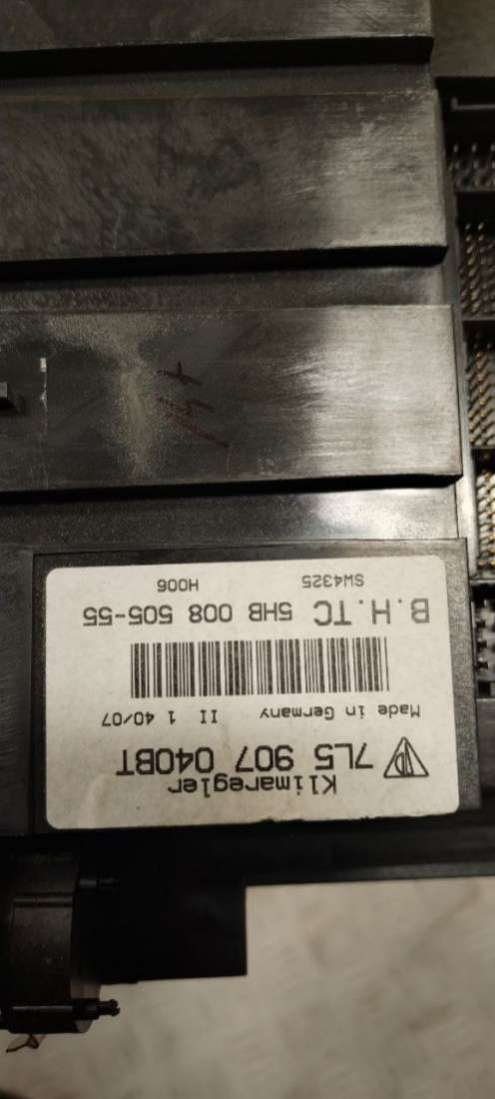 Klimaregler
7L5 907 040BT
Made in Germany II 1 40/07
B.H.TC 5HB 008 505-55
SW4325 H006